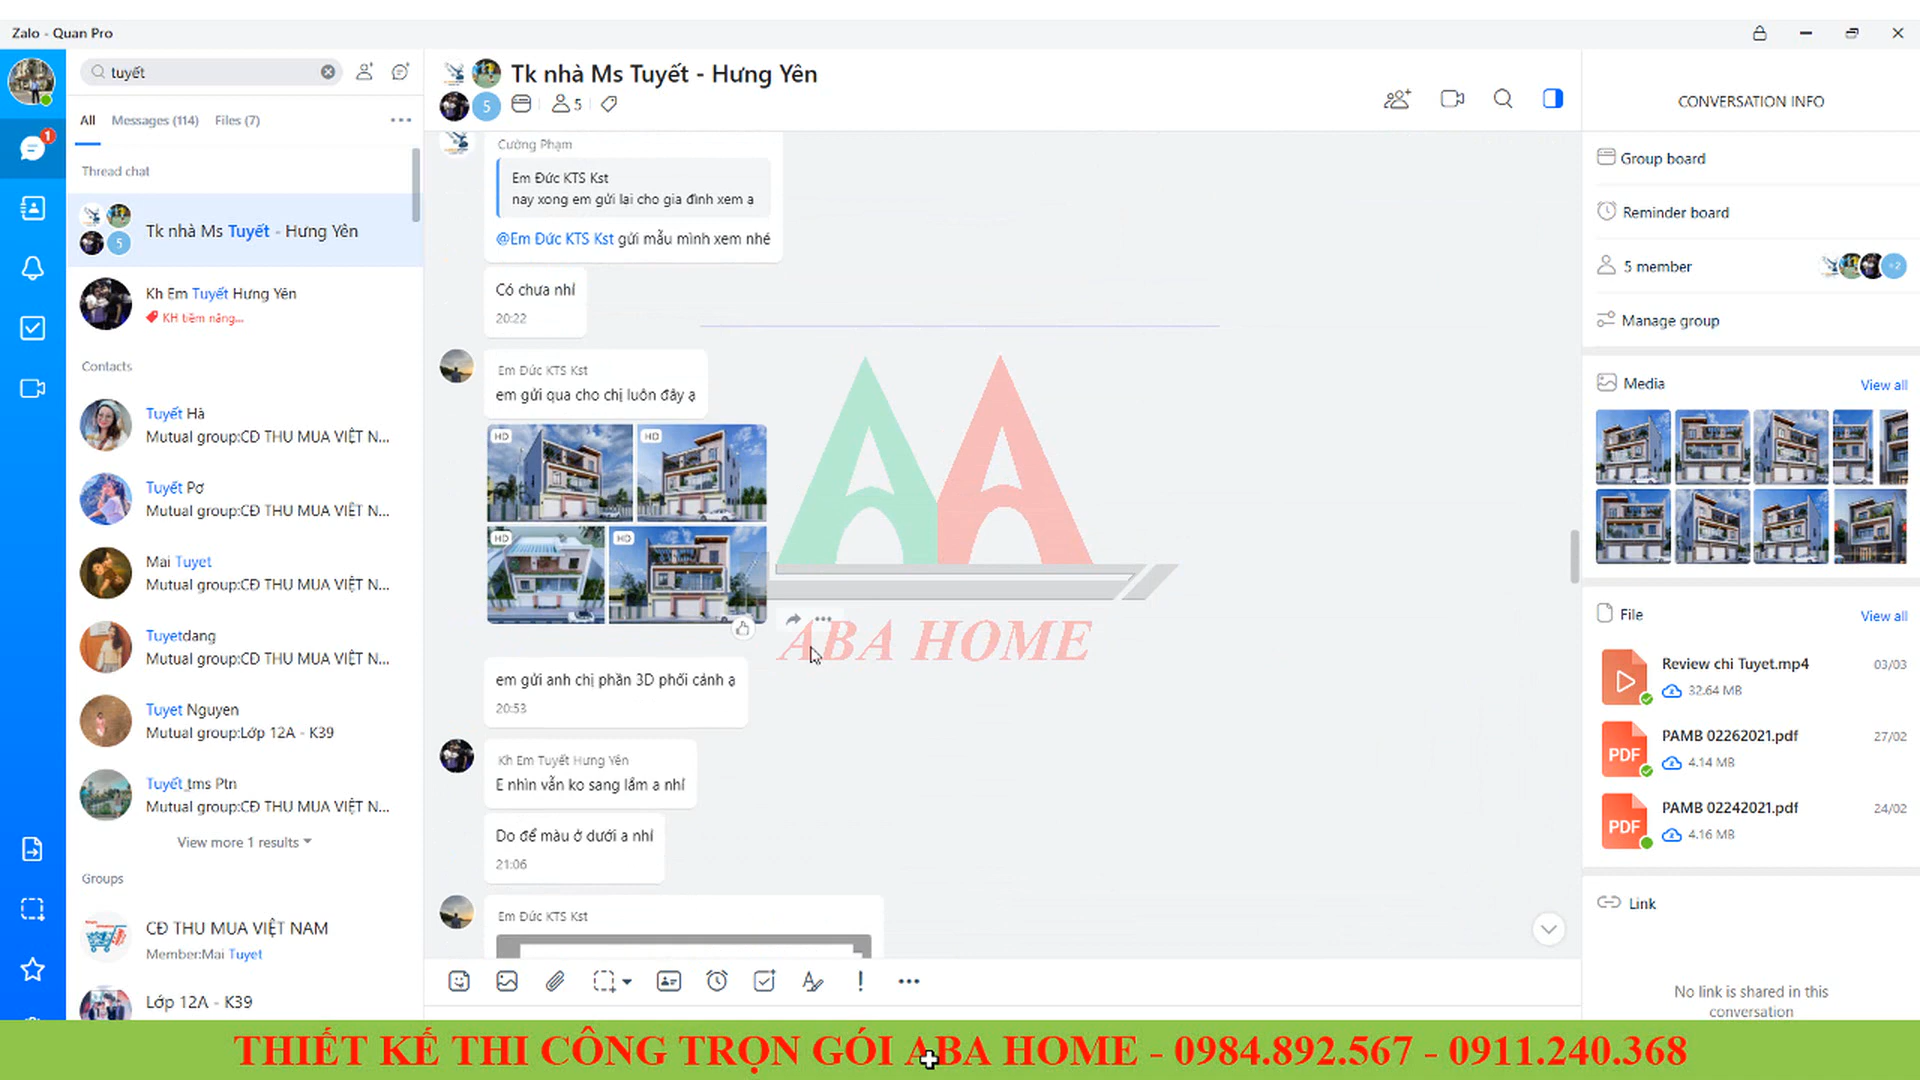 Zalo - Quan Pro
tuyết
All
Messages (114)
Files (7)
Thread chat
5
Tk nhà Ms Tuyết - Hưng Yên
Kh Em Tuyết Hưng Yên
KH tiềm năng...
Contacts
Tuyết Hà
Mutual group:CĐ THU MUA VIỆT N...
Tuyết Pơ
Mutual group:CĐ THU MUA VIỆT N...
Mai Tuyet
Mutual group:CĐ THU MUA VIỆT N...
Tuyetdang
Mutual group:CĐ THU MUA VIỆT N...
Tuyet Nguyen
Mutual group:Lớp 12A - K39
Tuyết_tms Ptn
Mutual group:CĐ THU MUA VIỆT N...
View more 1 results
Groups
CĐ THU MUA VIỆT NAM
Member:Mai Tuyet
Lớp 12A - K39
1
Tk nhà Ms Tuyết - Hưng Yên
5
5
Cường Phạm
Em Đức KTS Kst
nay xong em gửi lại cho gia đình xem ạ
@Em Đức KTS Kst gửi mẫu mình xem nhé
Có chưa nhỉ
20:22
Em Đức KTS Kst
em gửi qua cho chị luôn đây ạ
HD
HD
HD
HD
ABA HOME
em gửi anh chị phần 3D phối cảnh ạ
20:53
Kh Em Tuyết Hưng Yên
E nhìn vẫn ko sang lắm a nhỉ
Do để màu ở dưới a nhỉ
21:06
Em Đức KTS Kst
CONVERSATION INFO
Group board
Reminder board
5 member
+2
Manage group
Media
View all
File
View all
Review chi Tuyet.mp4
03/03
32.64 MB
PDF
PAMB 02262021.pdf
27/02
4.14 MB
PDF
PAMB 02242021.pdf
24/02
4.16 MB
Link
No link is shared in this
conversation
THIẾT KẾ THI CÔNG TRỌN GÓI ABA HOME - 0984.892.567 - 0911.240.368